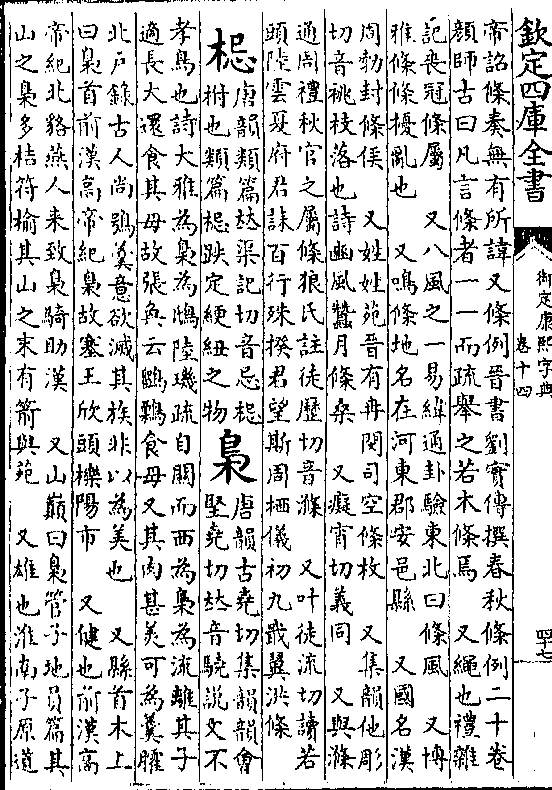 欽定四庫全書
御定康熙字典
卷十四
四七
帝詔條奏無有所諱又條例晉書劉實傳撰春秋條例二十卷
顏師古曰凡言條者一一而疏舉之若木條焉 又繩也禮雜
記喪冠條屬 又八風之一易緯通卦驗東北曰條風 又博
雅條條擾亂也 又鳴條地名在河東郡安邑縣 又國名漢
周勃封條侯 又姓姓苑晉有冉閔司空條枚 又集韻他彫
切音祧枝落也詩豳風蠶月條桑 又癡宵切義同 又與滌
通周禮秋官之屬條狼氏註徒歷切音滌 又叶徒流切讀若
頭陸雲夏府君誄百行殊揆君望斯周栖儀初九戢翼洪條
梞
唐韻類篇𠀤渠記切音忌梞
柎也類篇梞跌定綆紐之物
梟
唐韻古堯切集韻韻會
堅堯切𠀤音驍說文不
孝鳥也詩大雅為梟為鴟陸璣疏自關而西為梟為流離其子
適長大還食其母故張奐云鶹鷅食母又其肉甚美可為羹臛
北戶錄古人尚鴞羹意欲滅其族非以為美也 又縣首木上
曰梟首前漢高帝紀梟故塞王欣頭櫟陽市 又健也前漢高
帝紀北貉燕人来致梟騎助漢 又山巔曰梟管子地員篇其
山之梟多桔符榆其山之末有箭與苑 又雄也淮南子原道